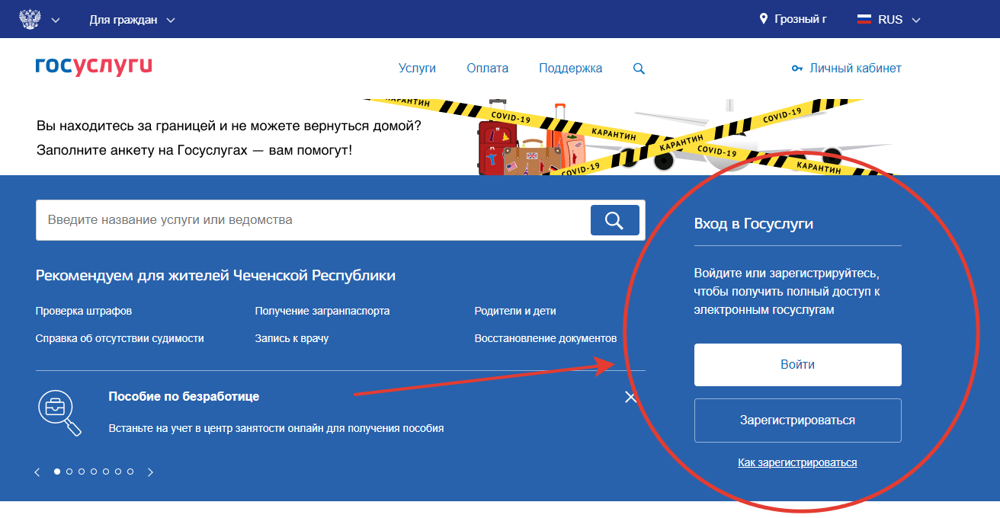 Для граждан
Грозный г
RUS
госуслуги
Услуги
Оплата
Поддержка
Личный кабинет
Вы находитесь за границей и не можете вернуться домой?
Заполните анкету на Госуслугах — вам помогут!
КАРАНТИН
COVID-19
КАРАНТИН
КАРАНТИН
COVID-19
COVID-19
COVID-19
КАРАНТИН
Введите название услуги или ведомства
Рекомендуем для жителей Чеченской Республики
Проверка штрафов
Получение загранпаспорта
Родители и дети
Справка об отсутствии судимости
Запись к врачу
Восстановление документов
Пособие по безработице
Встаньте на учет в центр занятости онлайн для получения пособия
Вход в Госуслуги
Войдите или зарегистрируйтесь,
чтобы получить полный доступ к
электронным госуслугам
Войти
Зарегистрироваться
Как зарегистрироваться